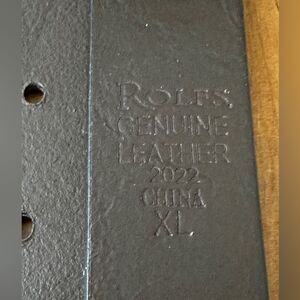 ROLFS
GENUINE
LEATHER
2022
CHINA
XL